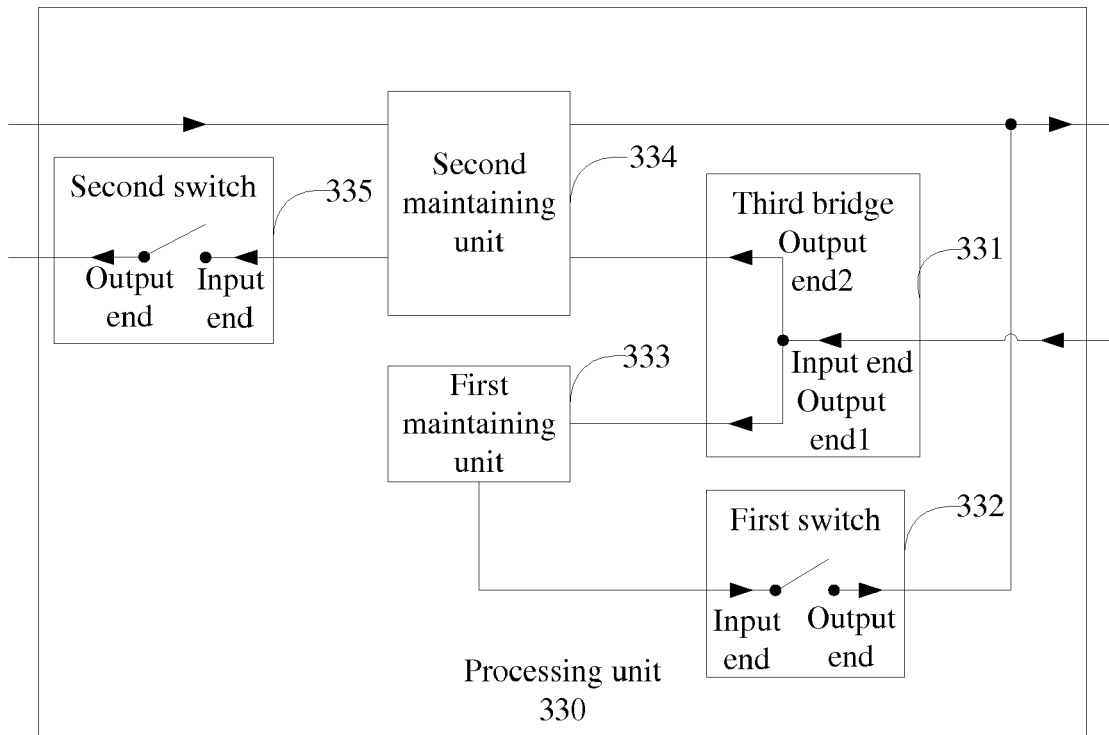 Second switch
Output
end
Input
end
335
Second
maintaining
unit
334
Third bridge
Output
end2
Input end
Output
end1
331
First
maintaining
unit
333
First switch
Input
end
Output
end
332
Processing unit
330